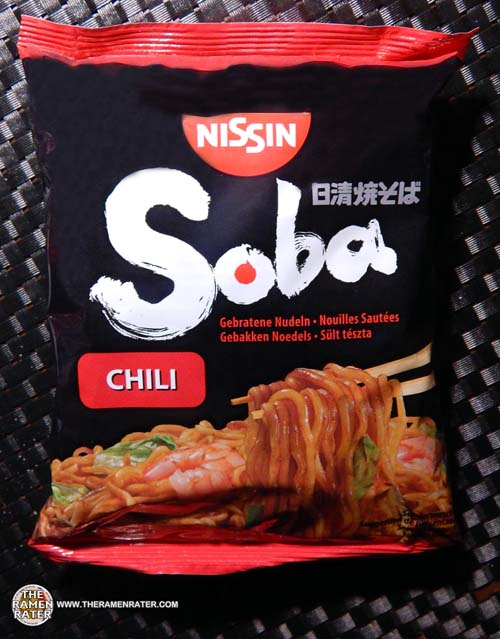 NISSIN
日清焼そば
Soba
Gebratene Nudeln • Nouilles Sautées
Gebakken Noedels • Sült tészta
CHILI
THE
RAMEN
RATER
WWW.THERAMENRATER.COM